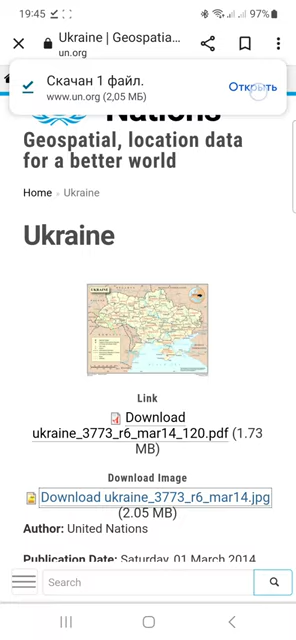 19:45
97%
Ukraine | Geospatia...
un.org
Скачан 1 файл.
www.un.org (2,05 МБ)
Открыть
Nations
Geospatial, location data
for a better world
Home » Ukraine
Ukraine
UKRAINE
Link
Download
ukraine_3773_r6_mar14_120.pdf (1.73
MB)
Download Image
Download ukraine_3773_r6_mar14.jpg
(2.05 MB)
Author: United Nations
Publication Date: Saturday, 01 March 2014
Search